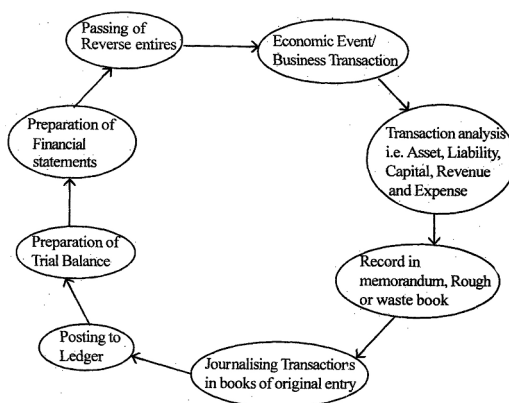 Passing of
Reverse entires
Economic Event/
Business Transaction
Transaction analysis
i.e. Asset, Liability,
Capital, Revenue
and Expense
Record in
memorandum, Rough
or waste book
Journalising Transactions
in books of original entry
Posting to
Ledger
Preparation of
Trial Balance
Preparation of
Financial
statements